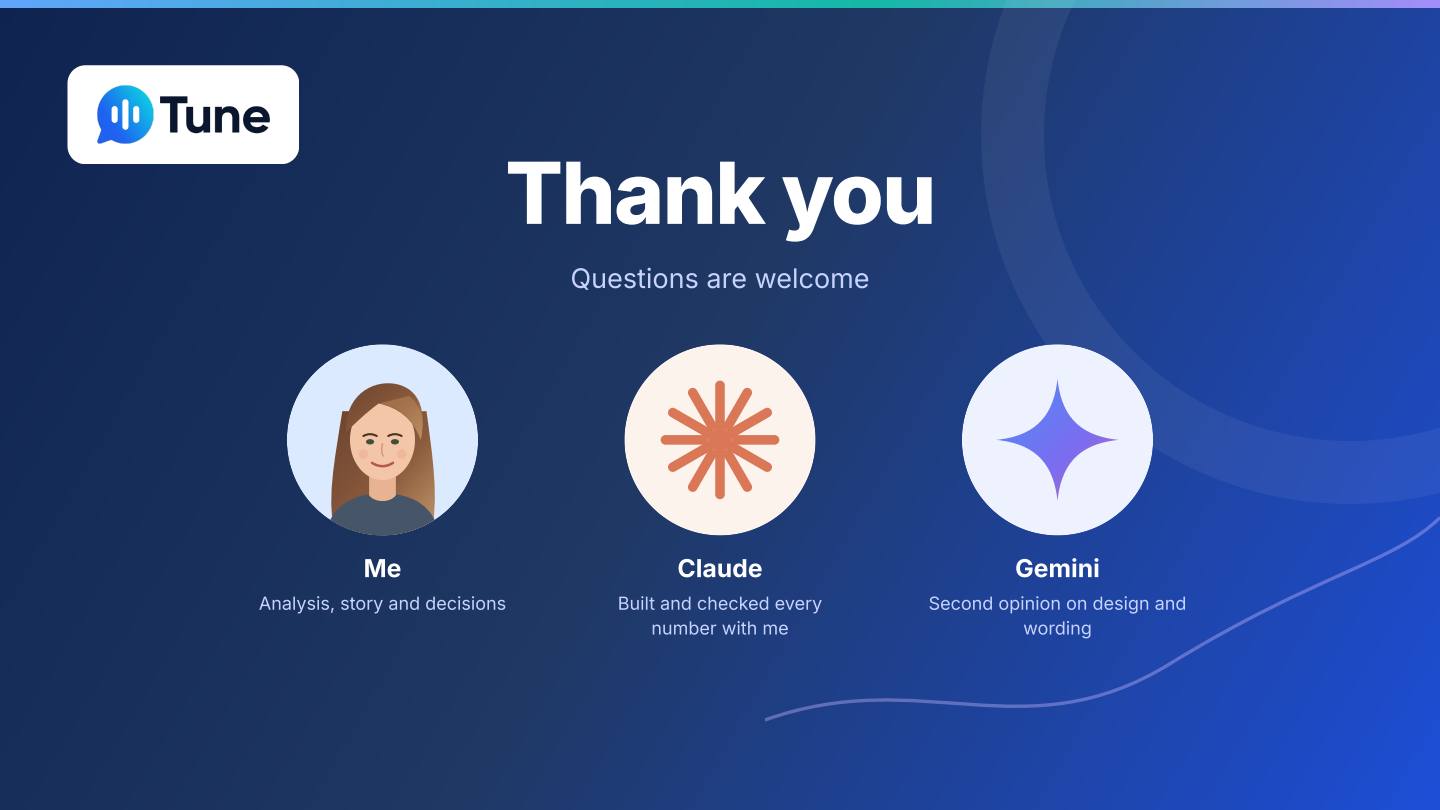 Tune
Thank you
Questions are welcome
Me
Analysis, story and decisions
Claude
Built and checked every
number with me
Gemini
Second opinion on design and
wording